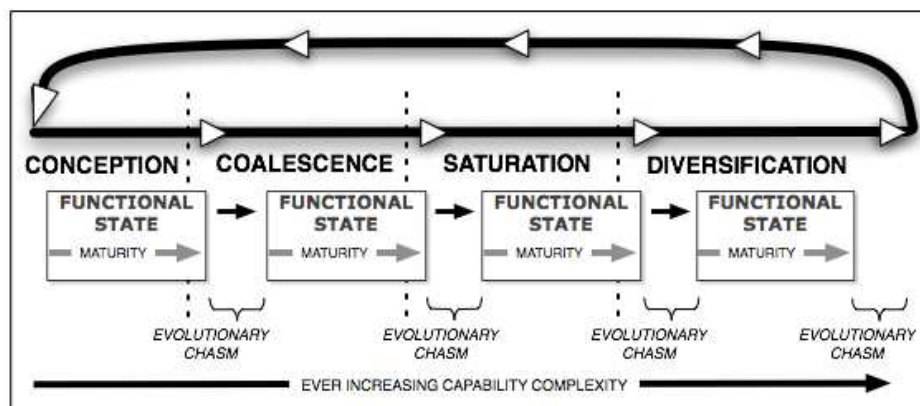 CONCEPTION COALESCENCE SATURATION DIVERSIFICATION
FUNCTIONAL STATE FUNCTIONAL STATE FUNCTIONAL STATE FUNCTIONAL STATE
MATURITY MATURITY MATURITY MATURITY
EVOLUTIONARY CHASM EVOLUTIONARY CHASM EVOLUTIONARY CHASM EVOLUTIONARY CHASM
EVER INCREASING CAPABILITY COMPLEXITY